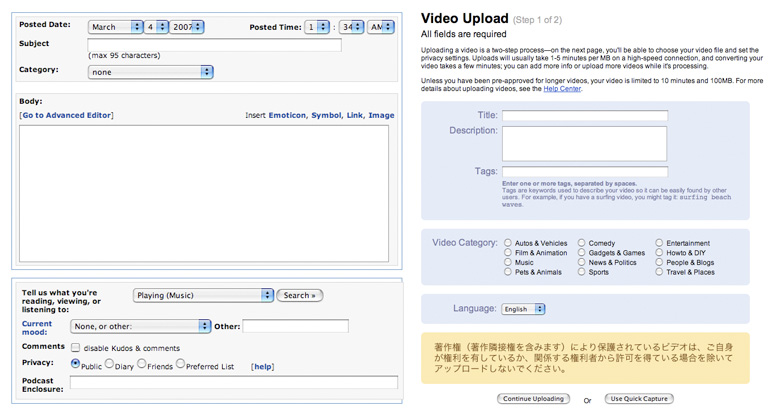 Posted Date: March 4 2007 Posted Time: 1 : 34 AM
Subject
(max 95 characters)
Category: none
Body:
[Go to Advanced Editor] Insert Emoticon, Symbol, Link, Image
Tell us what you're
reading, viewing, or
listening to:
Playing (Music) Search »
Current
mood: None, or other: Other:
Comments disable Kudos & comments
Privacy: Public Diary Friends Preferred List [help]
Podcast
Enclosure:
Video Upload (Step 1 of 2)
All fields are required
Uploading a video is a two-step process—on the next page, you'll be able to choose your video file and set the
privacy settings. Uploads will usually take 1-5 minutes per MB on a high-speed connection, and converting your
video takes a few minutes; you can add more info or upload more videos while it's processing.
Unless you have been pre-approved for longer videos, your video is limited to 10 minutes and 100MB. For more
details about uploading videos, see the Help Center.
Title:
Description:
Tags:
Enter one or more tags, separated by spaces.
Tags are keywords used to describe your video so it can be easily found by other
users. For example, if you have a surfing video, you might tag it: surfing beach
waves.
Video Category: Autos & Vehicles Comedy Entertainment
Film & Animation Gadgets & Games Howto & DIY
Music News & Politics People & Blogs
Pets & Animals Sports Travel & Places
Language: English
著作権（著作隣接権を含みます）により保護されているビデオは、ご自身
が権利を有しているか、関係する権利者から許可を得ている場合を除いて
アップロードしないでください。
Continue Uploading Or Use Quick Capture